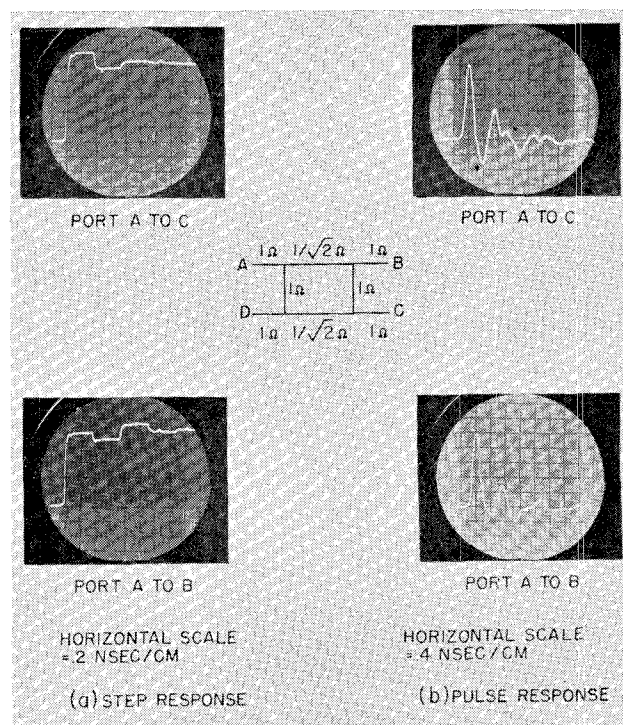 PORT A TO C
PORT A TO C
1Ω 1/√2Ω 1Ω
A B
1Ω 1Ω
D C
1Ω 1/√2Ω 1Ω
PORT A TO B
PORT A TO B
HORIZONTAL SCALE
=.2 NSEC/CM
HORIZONTAL SCALE
=.4 NSEC/CM
(a) STEP RESPONSE
(b) PULSE RESPONSE